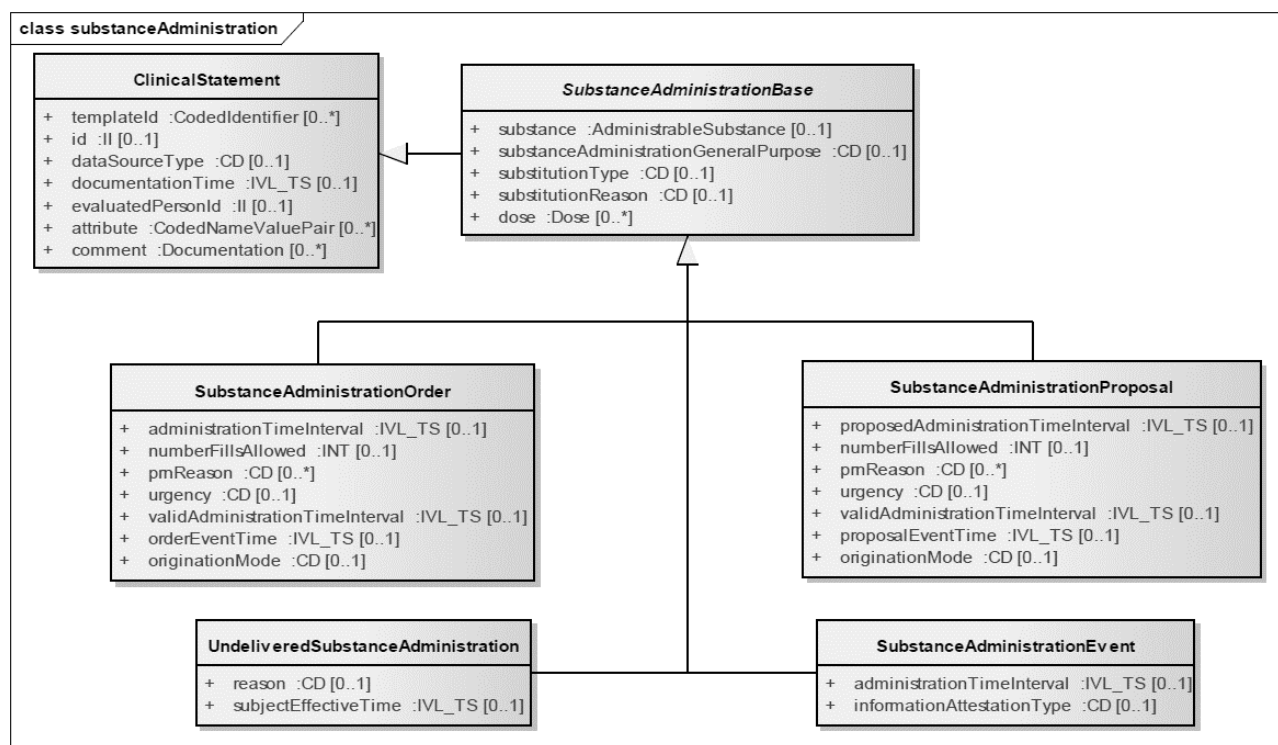 class substanceAdministration
ClinicalStatement
+ templateId :CodedIdentifier [0..*]
+ id :II [0..1]
+ dataSourceType :CD [0..1]
+ documentationTime :IVL_TS [0..1]
+ evaluatedPersonId :II [0..1]
+ attribute :CodedNameValuePair [0..*]
+ comment :Documentation [0..*]
SubstanceAdministrationBase
+ substance :AdministrableSubstance [0..1]
+ substanceAdministrationGeneralPurpose :CD [0..1]
+ substitutionType :CD [0..1]
+ substitutionReason :CD [0..1]
+ dose :Dose [0..*]
SubstanceAdministrationOrder
+ administrationTimeInterval :IVL_TS [0..1]
+ numberFillsAllowed :INT [0..1]
+ prnReason :CD [0..*]
+ urgency :CD [0..1]
+ validAdministrationTimeInterval :IVL_TS [0..1]
+ orderEventTime :IVL_TS [0..1]
+ originationMode :CD [0..1]
SubstanceAdministrationProposal
+ proposedAdministrationTimeInterval :IVL_TS [0..1]
+ numberFillsAllowed :INT [0..1]
+ prnReason :CD [0..*]
+ urgency :CD [0..1]
+ validAdministrationTimeInterval :IVL_TS [0..1]
+ proposalEventTime :IVL_TS [0..1]
+ originationMode :CD [0..1]
UndeliveredSubstanceAdministration
+ reason :CD [0..1]
+ subjectEffectiveTime :IVL_TS [0..1]
SubstanceAdministrationEvent
+ administrationTimeInterval :IVL_TS [0..1]
+ informationAttestationType :CD [0..1]